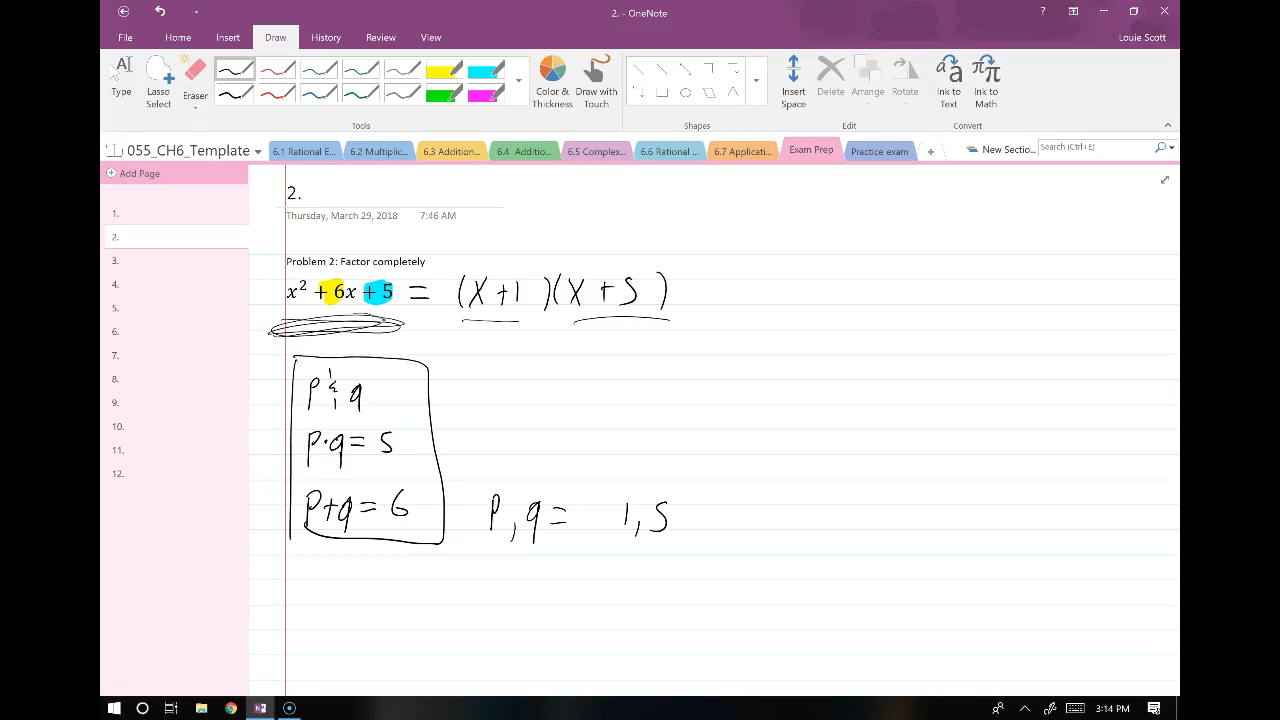 2. - OneNote
?
File Home Insert Draw History Review View
Louie Scott
Type
Lasso Select
Eraser
Color & Thickness
Draw with Touch
Insert Space
Delete
Arrange
Rotate
Ink to Text
Ink to Math
Tools
Shapes
Edit
Convert
055_CH6_Template
6.1 Rational E...
6.2 Multiplic...
6.3 Addition...
6.4 Additio...
6.5 Complex...
6.6 Rational ...
6.7 Applicati...
Exam Prep
Practice exam
New Sectio...
Search (Ctrl+E)
Add Page
1.
2.
3.
4.
5.
6.
7.
8.
9.
10.
11.
12.
2.
Thursday, March 29, 2018 7:46 AM
Problem 2: Factor completely
x² + 6x + 5 = (x + 1)(x + 5)
p & q
p · q = 5
p + q = 6
p, q = 1, 5
3:14 PM